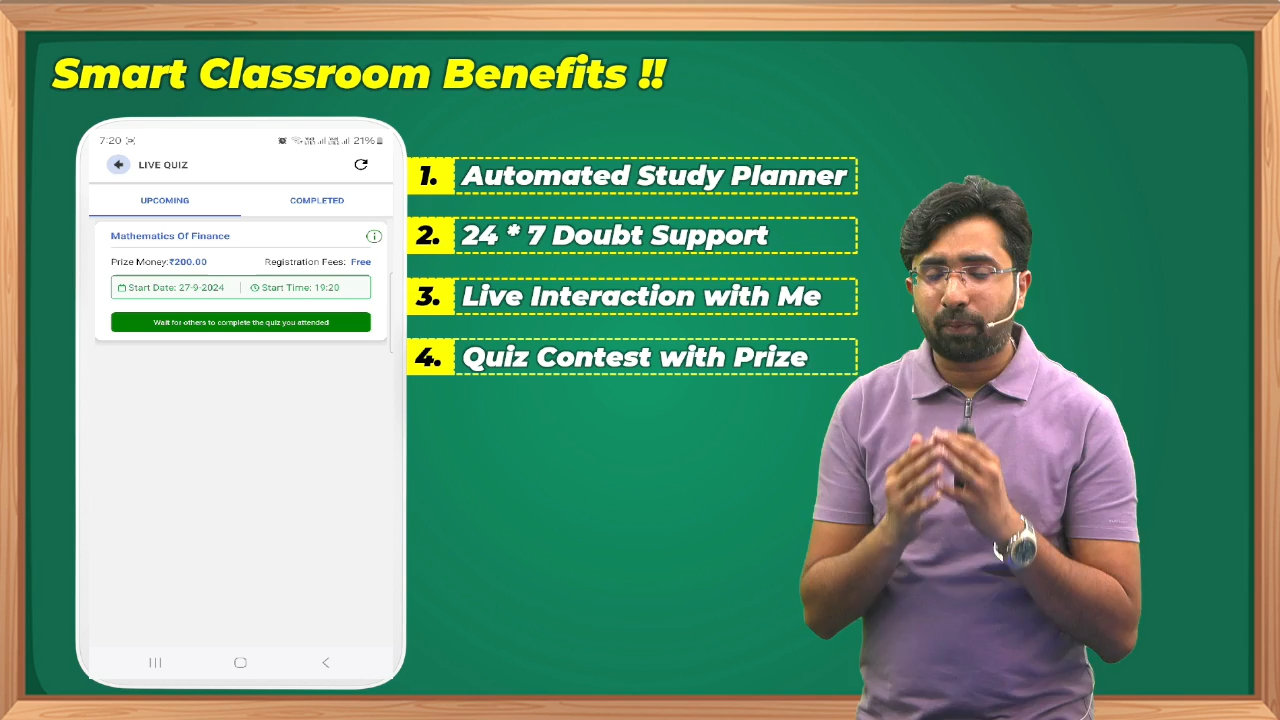 Smart Classroom Benefits !!
7:20 21%
LIVE QUIZ
UPCOMING COMPLETED
Mathematics Of Finance
Prize Money:₹200.00 Registration Fees: Free
Start Date: 27-9-2024 Start Time: 19:20
Wait for others to complete the quiz you attended
1. Automated Study Planner
2. 24 * 7 Doubt Support
3. Live Interaction with Me
4. Quiz Contest with Prize